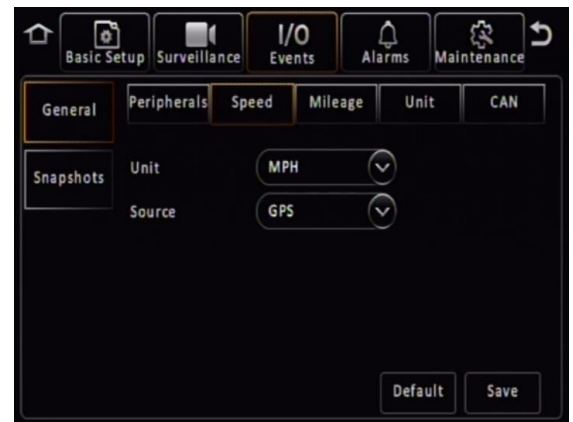 Basic Setup Surveillance I/O Events Alarms Maintenance
General Peripherals Speed Mileage Unit CAN
Snapshots Unit MPH
Source GPS
Default Save